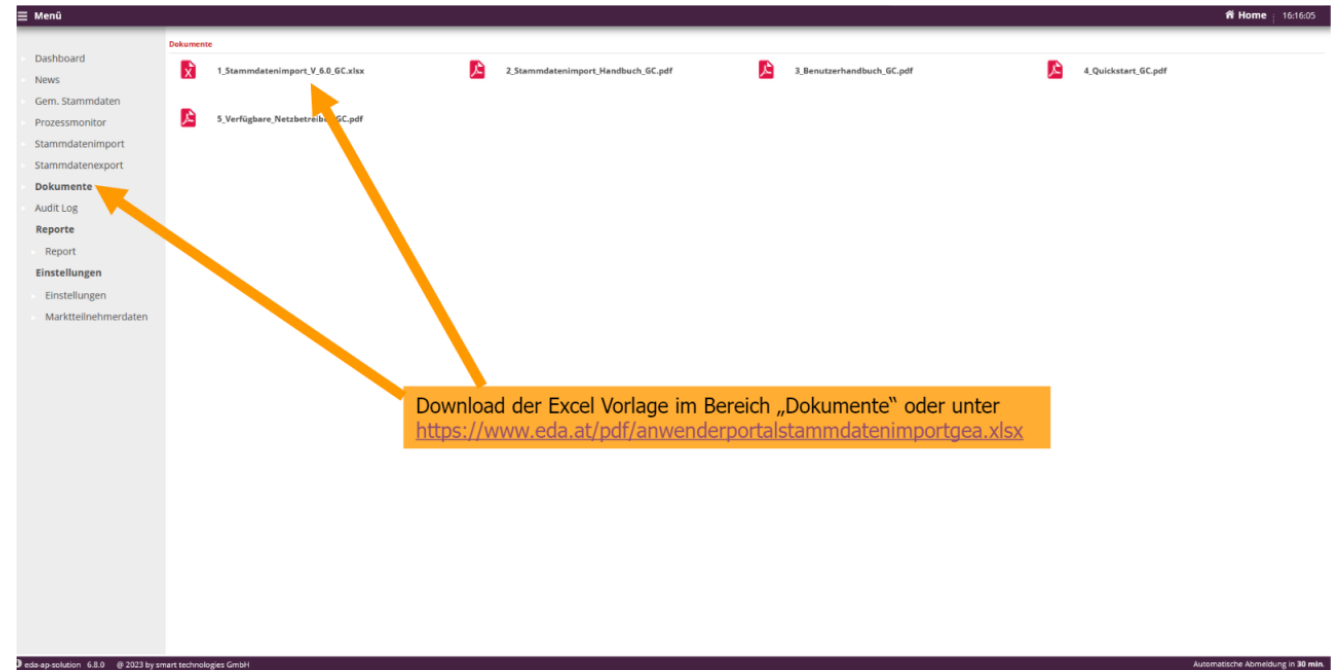 Menü
Home
16:16:05
Dashboard
News
Gem. Stammdaten
Prozessmonitor
Stammdatenimport
Stammdatenexport
Dokumente
Audit Log
Reporte
Report
Einstellungen
Einstellungen
Marktteilnehmerdaten
Dokumente
1_Stammdatenimport_V_6.0_GC.xlsx
2_Stammdatenimport_Handbuch_GC.pdf
3_Benutzerhandbuch_GC.pdf
4_Quickstart_GC.pdf
5_Verfügbare_Netzbetreiber_GC.pdf
Download der Excel Vorlage im Bereich „Dokumente“ oder unter
https://www.eda.at/pdf/anwenderportalstammdatenimportgea.xlsx
eda-ap-solution 6.8.0 @ 2023 by smart technologies GmbH
Automatische Abmeldung in 30 min.